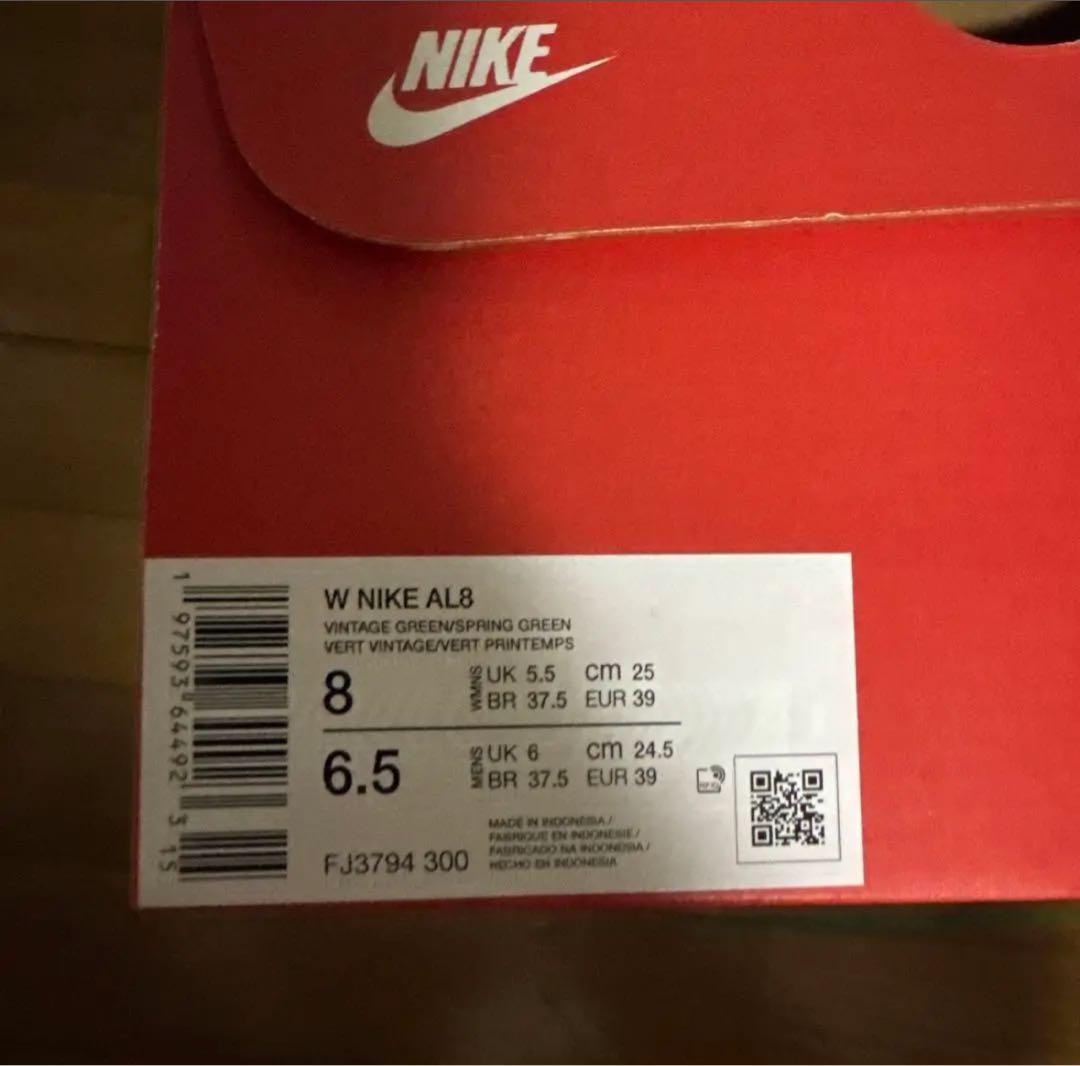 NIKE
W NIKE AL8
VINTAGE GREEN/SPRING GREEN
VERT VINTAGE/VERT PRINTEMPS
8
WMNS
UK 5.5 cm 25
BR 37.5 EUR 39
6.5
MENS
UK 6 cm 24.5
BR 37.5 EUR 39
MADE IN INDONESIA /
FABRIQUE EN INDONESIE /
FABRICADO NA INDONESIA /
HECHO EN INDONESIA
FJ3794 300
1 97593 64492 3 15